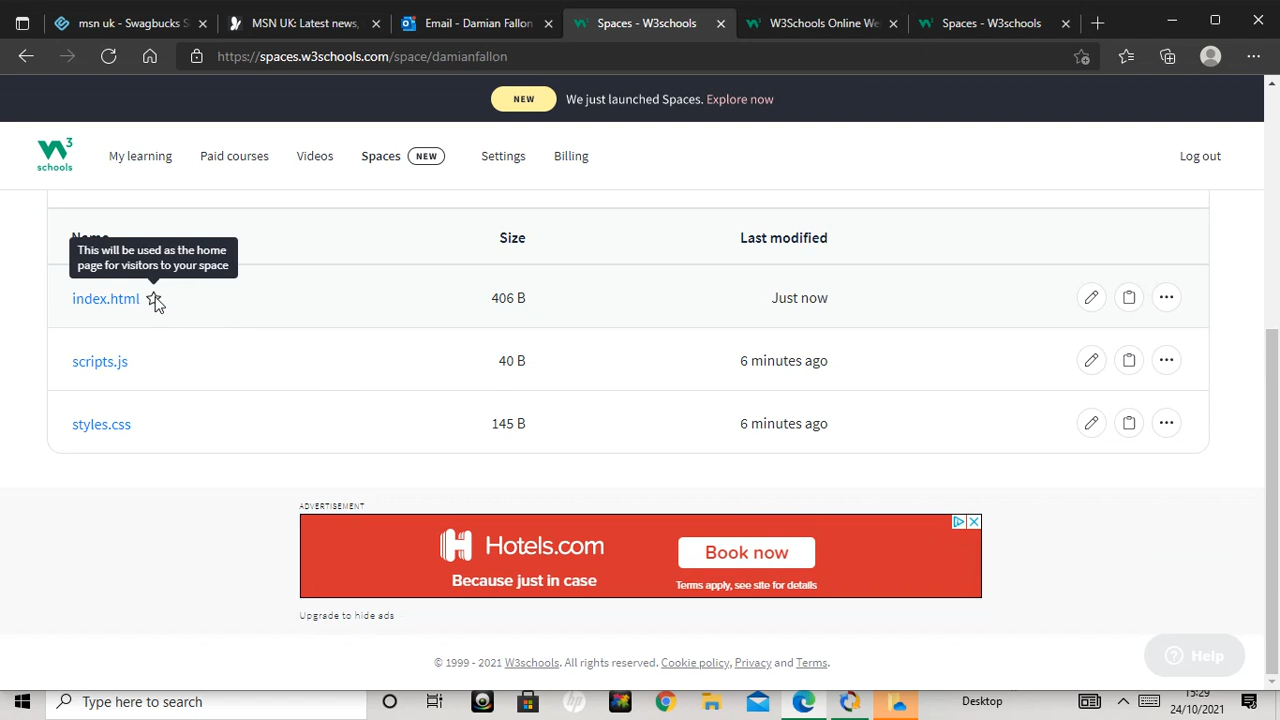 msn uk - Swagbucks S
MSN UK: Latest news,
Email - Damian Fallon
Spaces - W3schools
W3Schools Online We
Spaces - W3schools
https://spaces.w3schools.com/space/damianfallon
NEW We just launched Spaces. Explore now
W3 schools
My learning Paid courses Videos Spaces NEW Settings Billing Log out
Name Size Last modified
This will be used as the home
page for visitors to your space
index.html 406 B Just now
scripts.js 40 B 6 minutes ago
styles.css 145 B 6 minutes ago
ADVERTISEMENT
Hotels.com
Because just in case
Book now
Terms apply, see site for details
Upgrade to hide ads
© 1999 - 2021 W3schools. All rights reserved. Cookie policy, Privacy and Terms.
Help
Type here to search
hp
Desktop
15:29
24/10/2021